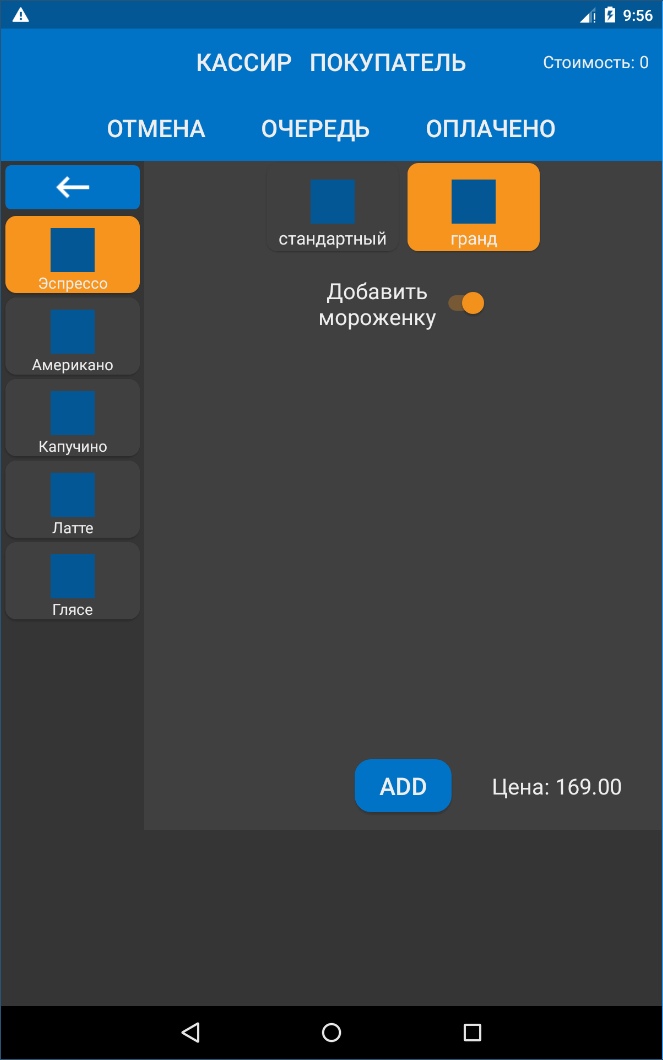 9:56
КАССИР ПОКУПАТЕЛЬ Стоимость: 0
ОТМЕНА ОЧЕРЕДЬ ОПЛАЧЕНО
стандартный гранд
Эспрессо
Добавить
мороженку
Американо
Капучино
Латте
Глясе
ADD Цена: 169.00